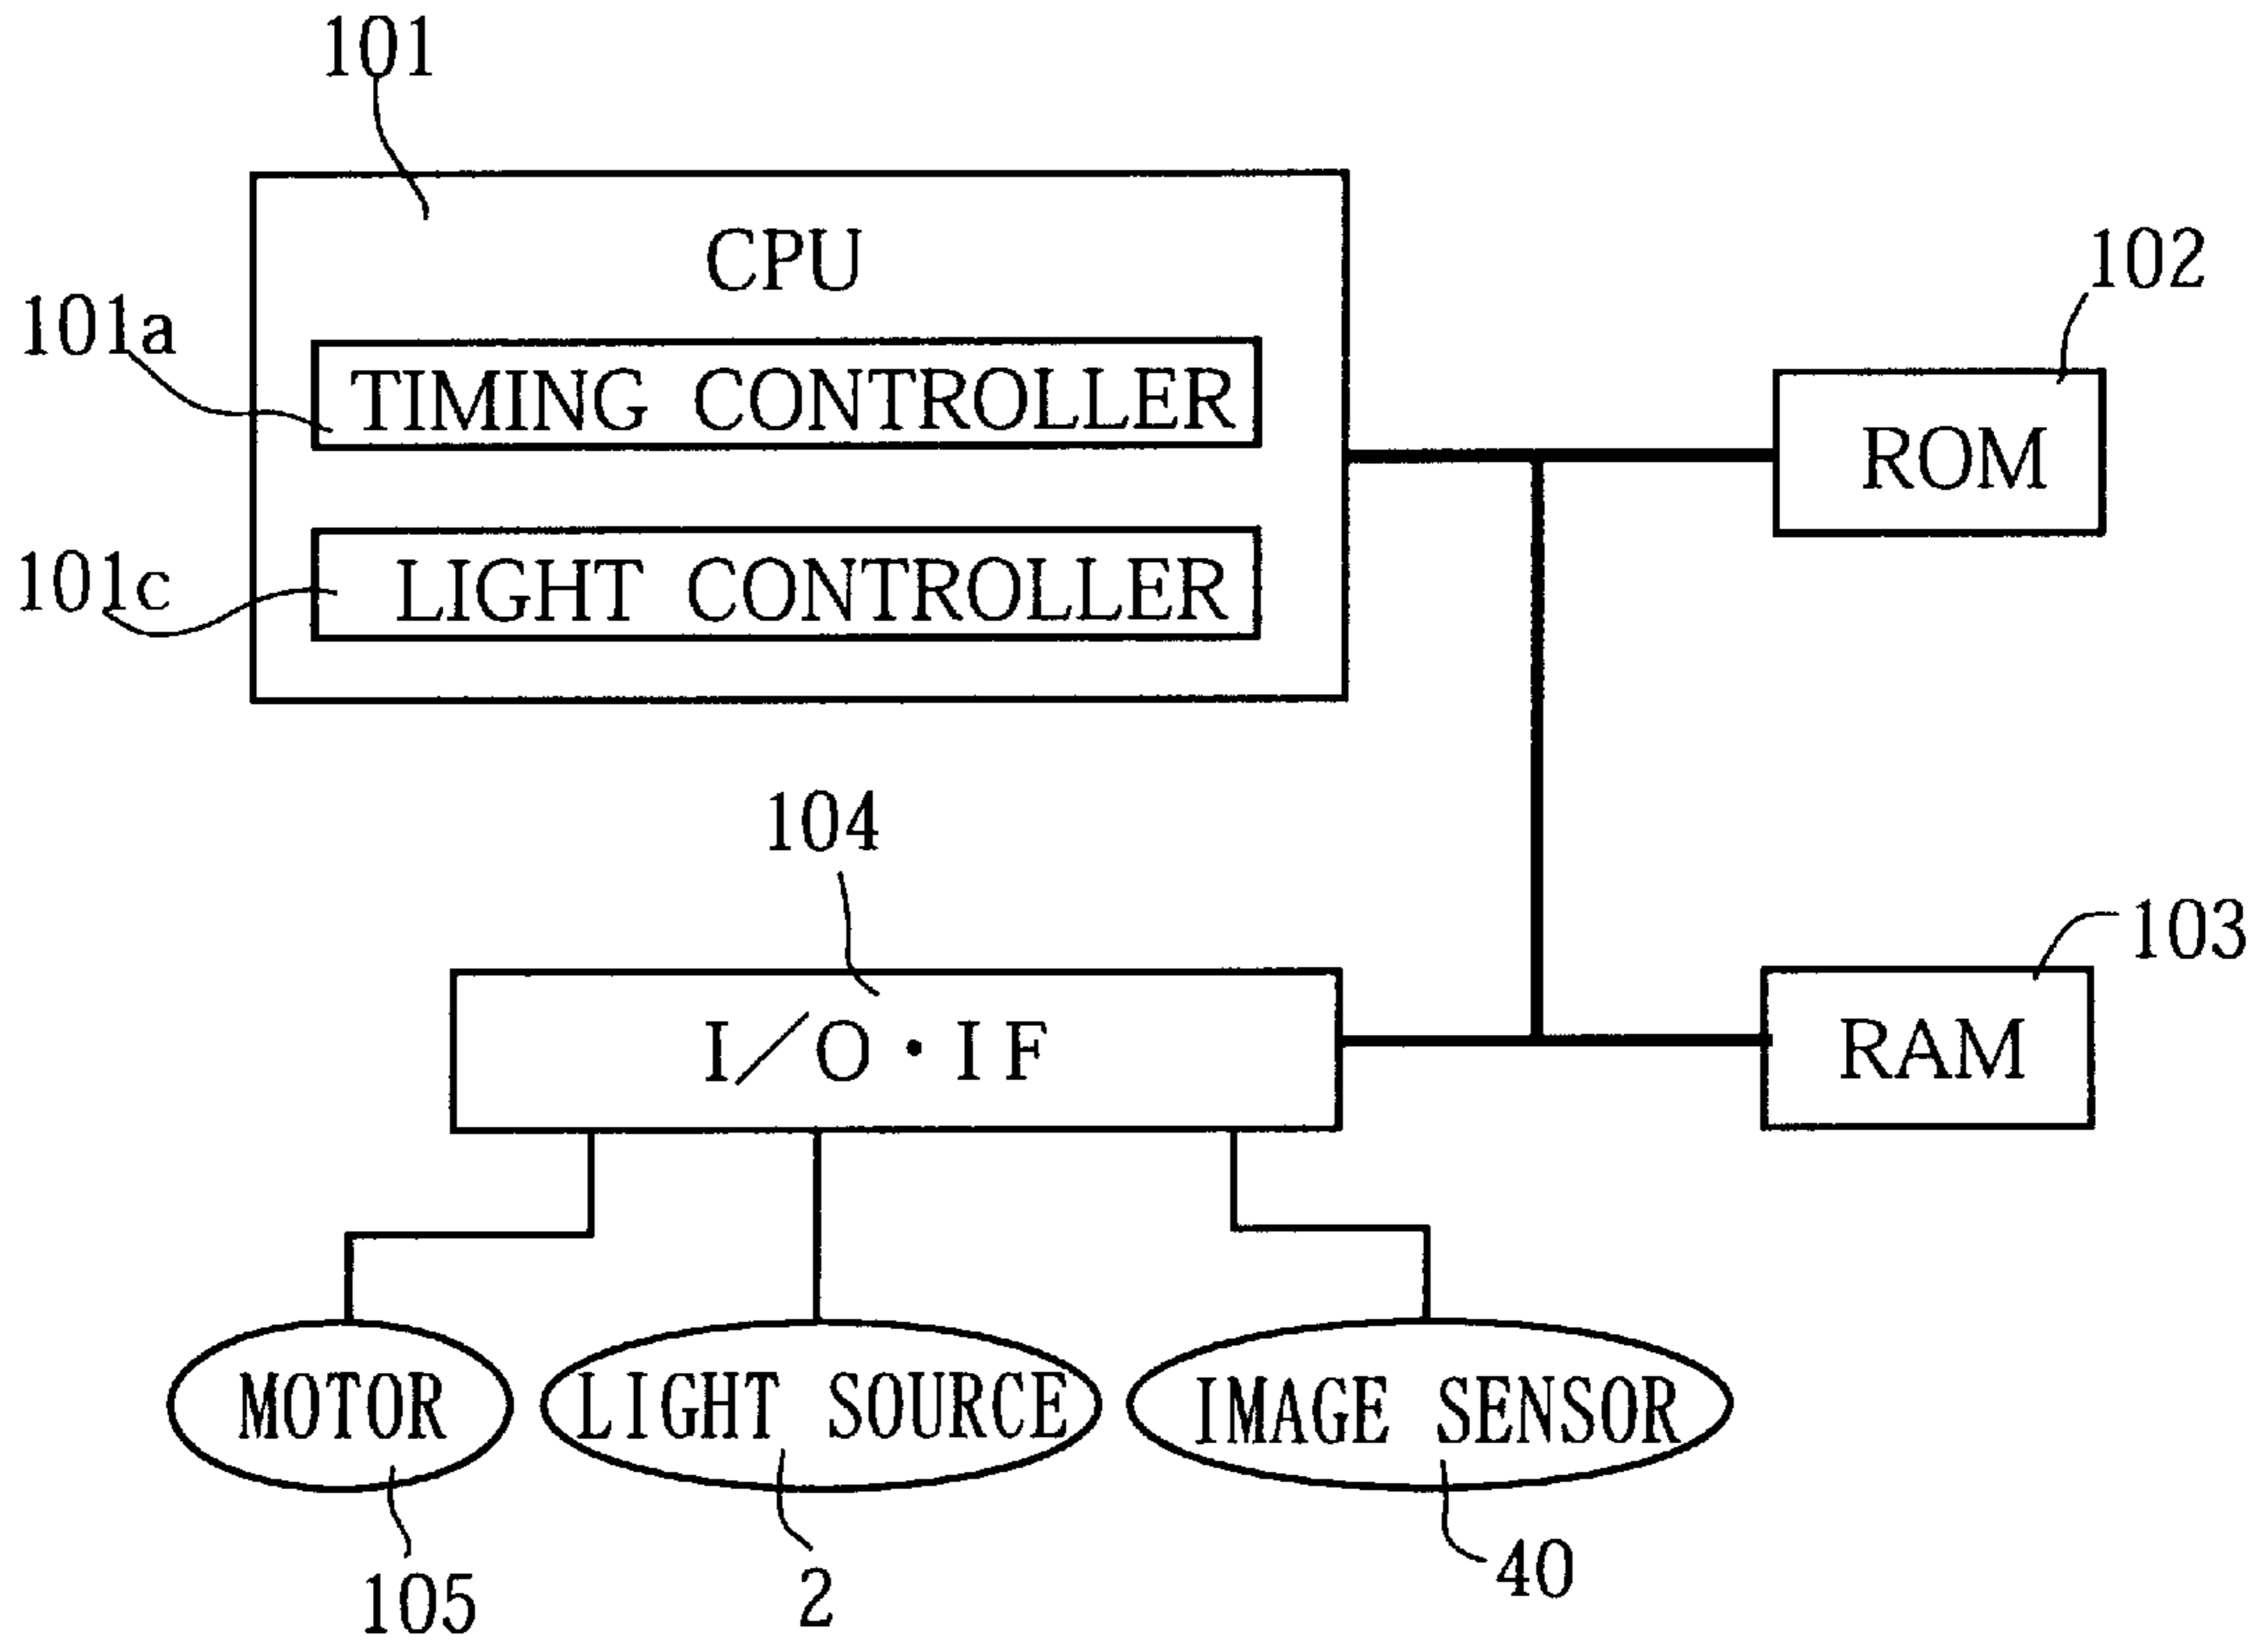 101
CPU
102
101a
TIMING CONTROLLER
ROM
101c
LIGHT CONTROLLER
104
103
I/O・IF
RAM
MOTOR
LIGHT SOURCE
IMAGE SENSOR
105
2
40